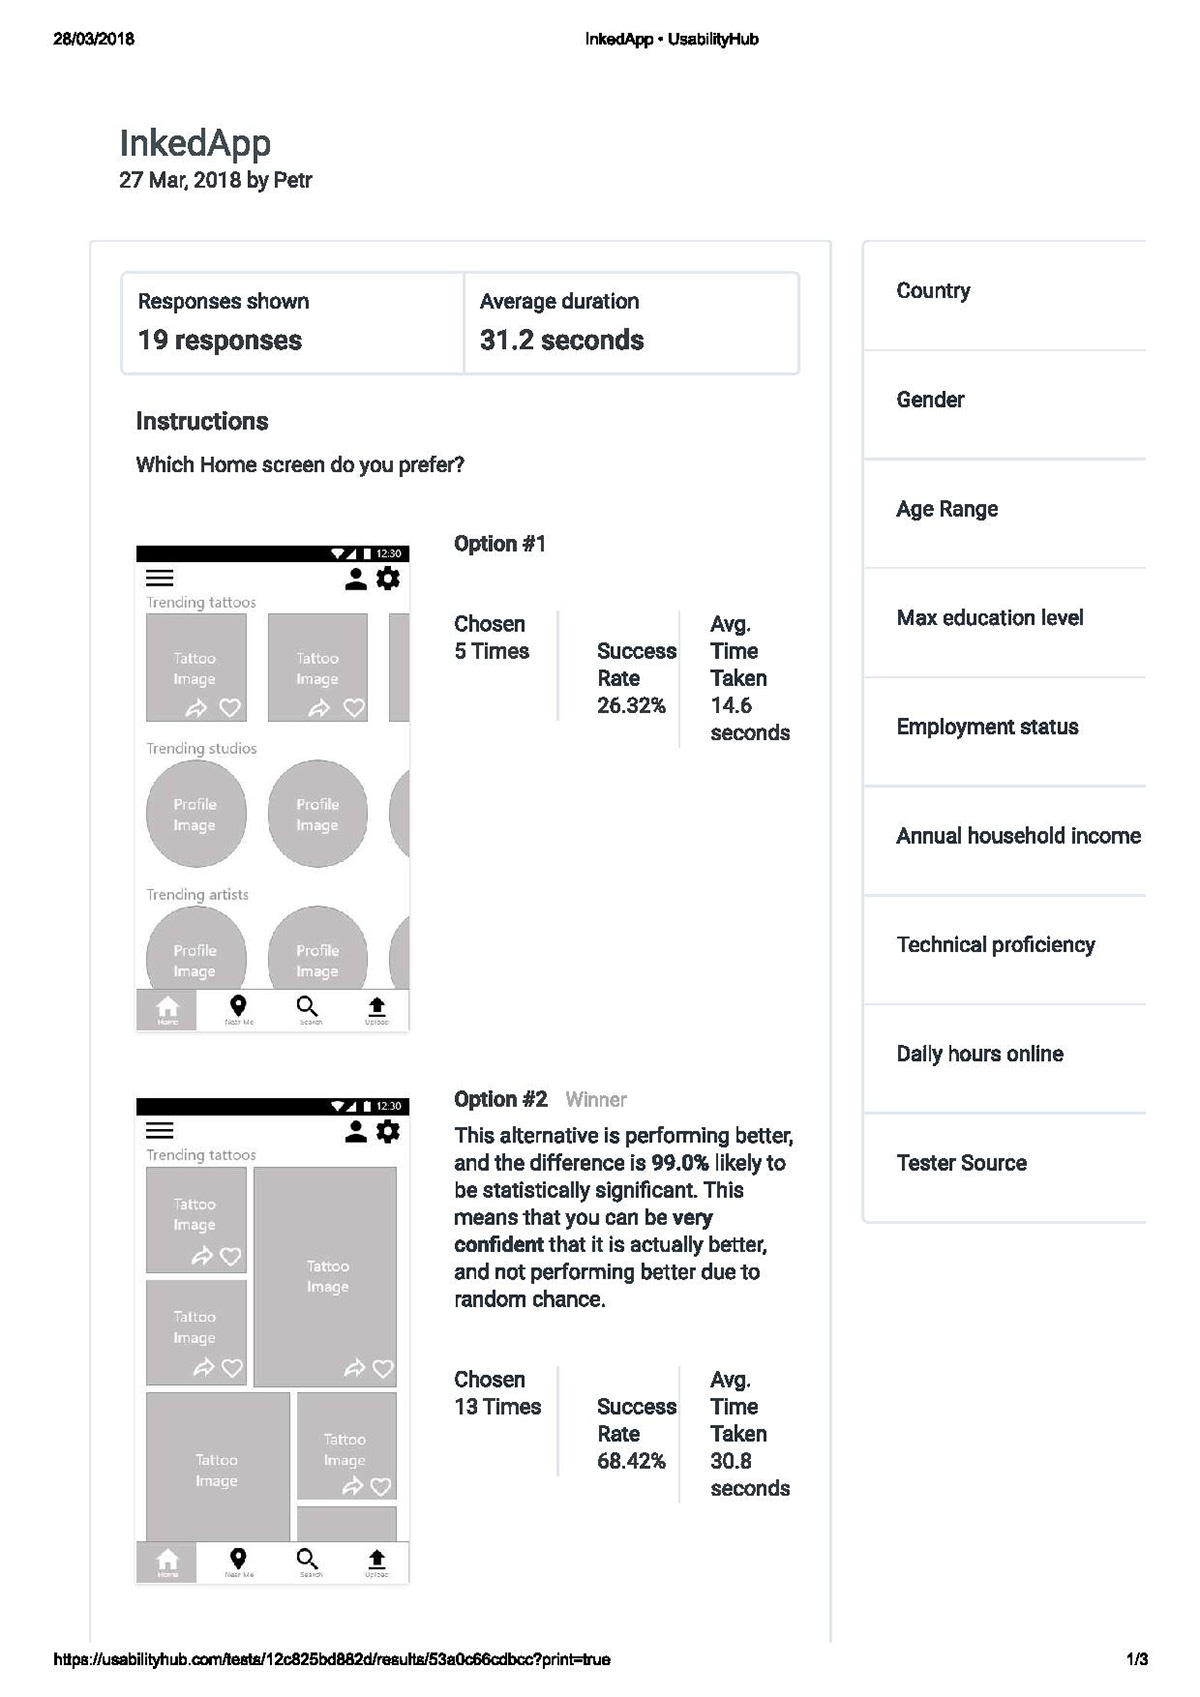 28/03/2018
InkedApp • UsabilityHub
InkedApp
27 Mar, 2018 by Petr
Responses shown
19 responses
Average duration
31.2 seconds
Instructions
Which Home screen do you prefer?
12:30
Trending tattoos
Tattoo
Image
Tattoo
Image
Trending studios
Profile
Image
Profile
Image
Trending artists
Profile
Image
Profile
Image
Home
Near Me
Search
Upload
Option #1
Chosen
5 Times
Success
Rate
26.32%
Avg.
Time
Taken
14.6
seconds
12:30
Trending tattoos
Tattoo
Image
Tattoo
Image
Tattoo
Image
Tattoo
Image
Tattoo
Image
Home
Near Me
Search
Upload
Option #2 Winner
This alternative is performing better,
and the difference is 99.0% likely to
be statistically significant. This
means that you can be very
confident that it is actually better,
and not performing better due to
random chance.
Chosen
13 Times
Success
Rate
68.42%
Avg.
Time
Taken
30.8
seconds
Country
Gender
Age Range
Max education level
Employment status
Annual household income
Technical proficiency
Daily hours online
Tester Source
https://usabilityhub.com/tests/12c825bd882d/results/53a0c66cdbcc?print=true
1/3